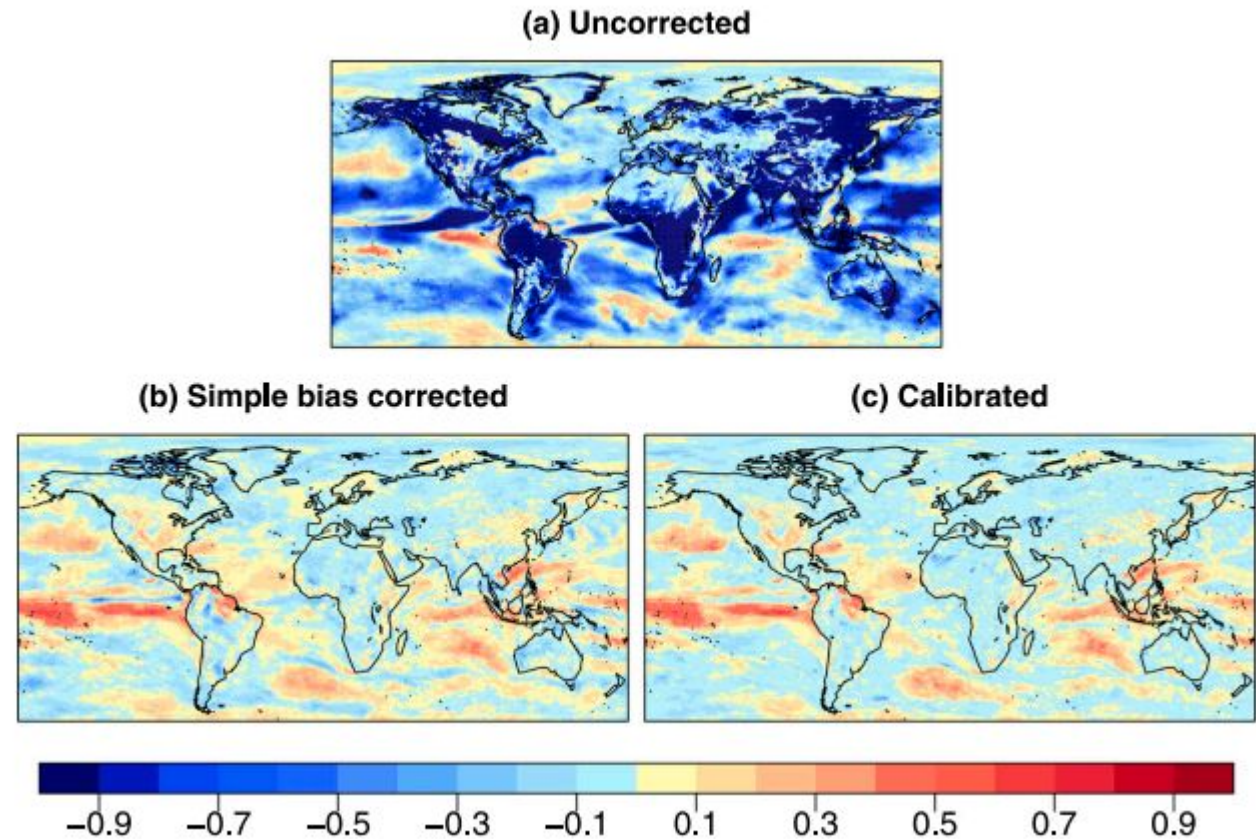 (a) Uncorrected
(b) Simple bias corrected
(c) Calibrated
−0.9 −0.7 −0.5 −0.3 −0.1 0.1 0.3 0.5 0.7 0.9